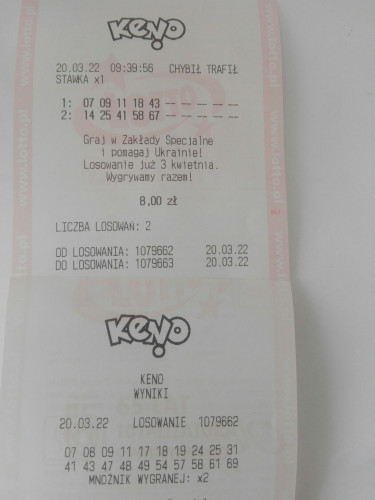 KENO
20.03.22 09:39:56 CHYBIŁ TRAFIŁ
STAWKA x1
1: 07 09 11 18 43 — — — — —
2: 14 25 41 58 67 — — — — —
Graj w Zakłady Specjalne
i pomagaj Ukrainie!
Losowanie już 3 kwietnia.
Wygrywamy razem!
8,00 zł
LICZBA LOSOWAŃ: 2
OD LOSOWANIA: 1079662 20.03.22
DO LOSOWANIA: 1079663 20.03.22
KENO
KENO
WYNIKI
20.03.22 LOSOWANIE 1079662
07 08 09 11 17 18 19 24 25 31
41 43 47 48 49 54 57 58 61 69
MNOŻNIK WYGRANEJ: x2